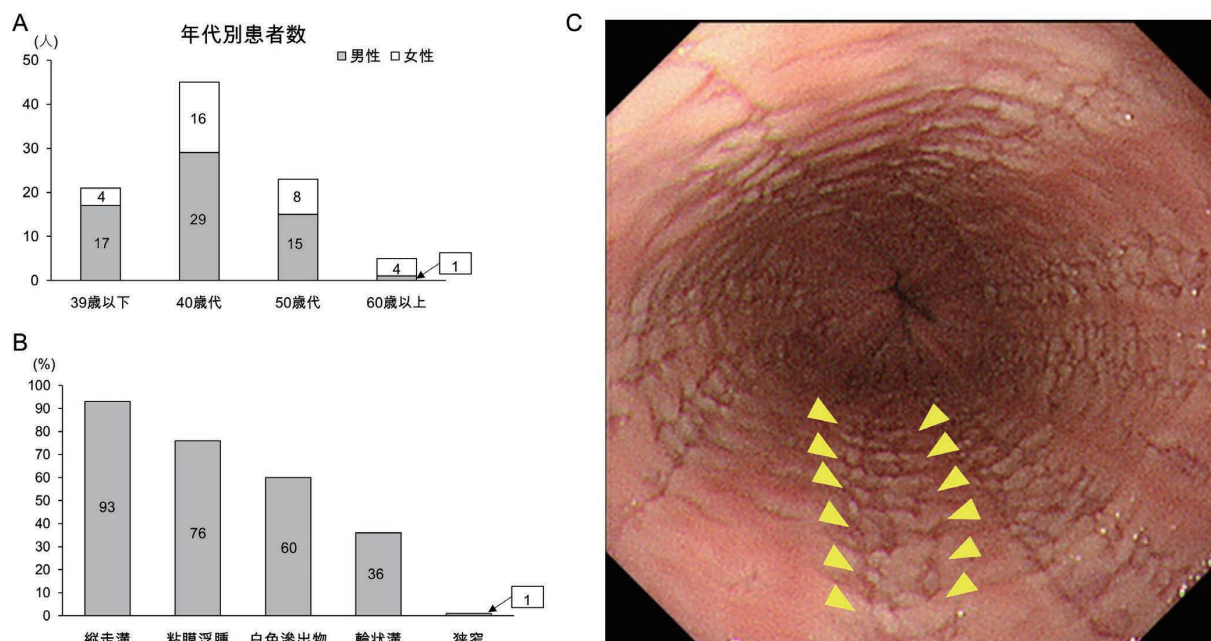 A
年代別患者数
(人)
■男性 □女性
50
40
30
20
10
0
4
17
16
29
8
15
4
1
39歳以下
40歳代
50歳代
60歳以上
B
(%)
100
90
80
70
60
50
40
30
20
10
0
93
76
60
36
1
縦走溝
粘膜浮腫
白色滲出物
輪状溝
狭窄
C